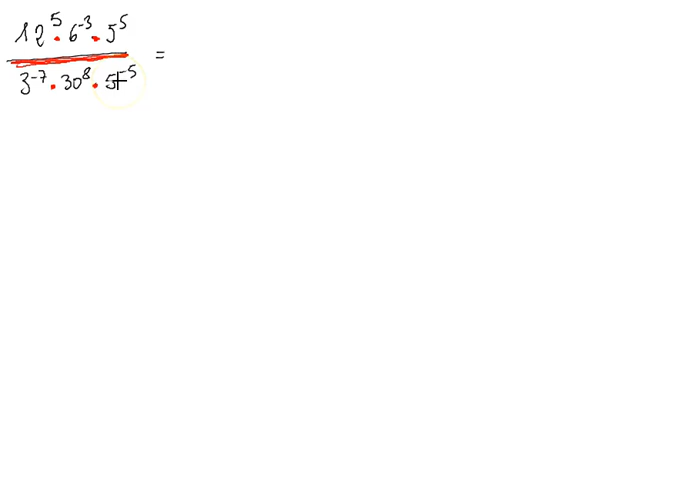 12^5 · 6^-3 · 5^5
3^-7 · 30^8 · 5^-5 =